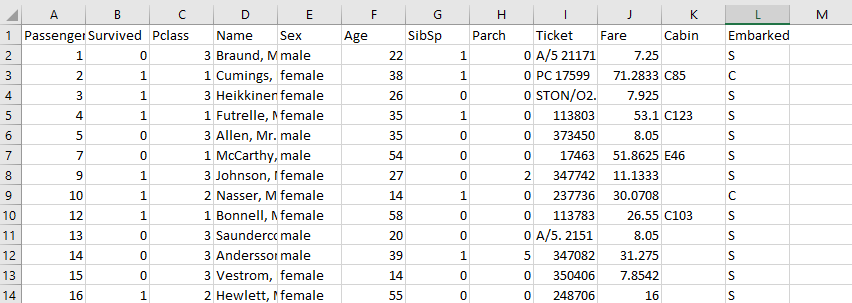 A B C D E F G H I J K L M
1 Passenger Survived Pclass Name Sex Age SibSp Parch Ticket Fare Cabin Embarked
2 1 0 3 Braund, M male 22 1 0 A/5 21171 7.25 S
3 2 1 1 Cumings, female 38 1 0 PC 17599 71.2833 C85 C
4 3 1 3 Heikkinen female 26 0 0 STON/O2. 7.925 S
5 4 1 1 Futrelle, M female 35 1 0 113803 53.1 C123 S
6 5 0 3 Allen, Mr. male 35 0 0 373450 8.05 S
7 7 0 1 McCarthy, male 54 0 0 17463 51.8625 E46 S
8 9 1 3 Johnson, M female 27 0 2 347742 11.1333 S
9 10 1 2 Nasser, M female 14 1 0 237736 30.0708 C
10 12 1 1 Bonnell, M female 58 0 0 113783 26.55 C103 S
11 13 0 3 Saunderco male 20 0 0 A/5. 2151 8.05 S
12 14 0 3 Andersson male 39 1 5 347082 31.275 S
13 15 0 3 Vestrom, female 14 0 0 350406 7.8542 S
14 16 1 2 Hewlett, M female 55 0 0 248706 16 S